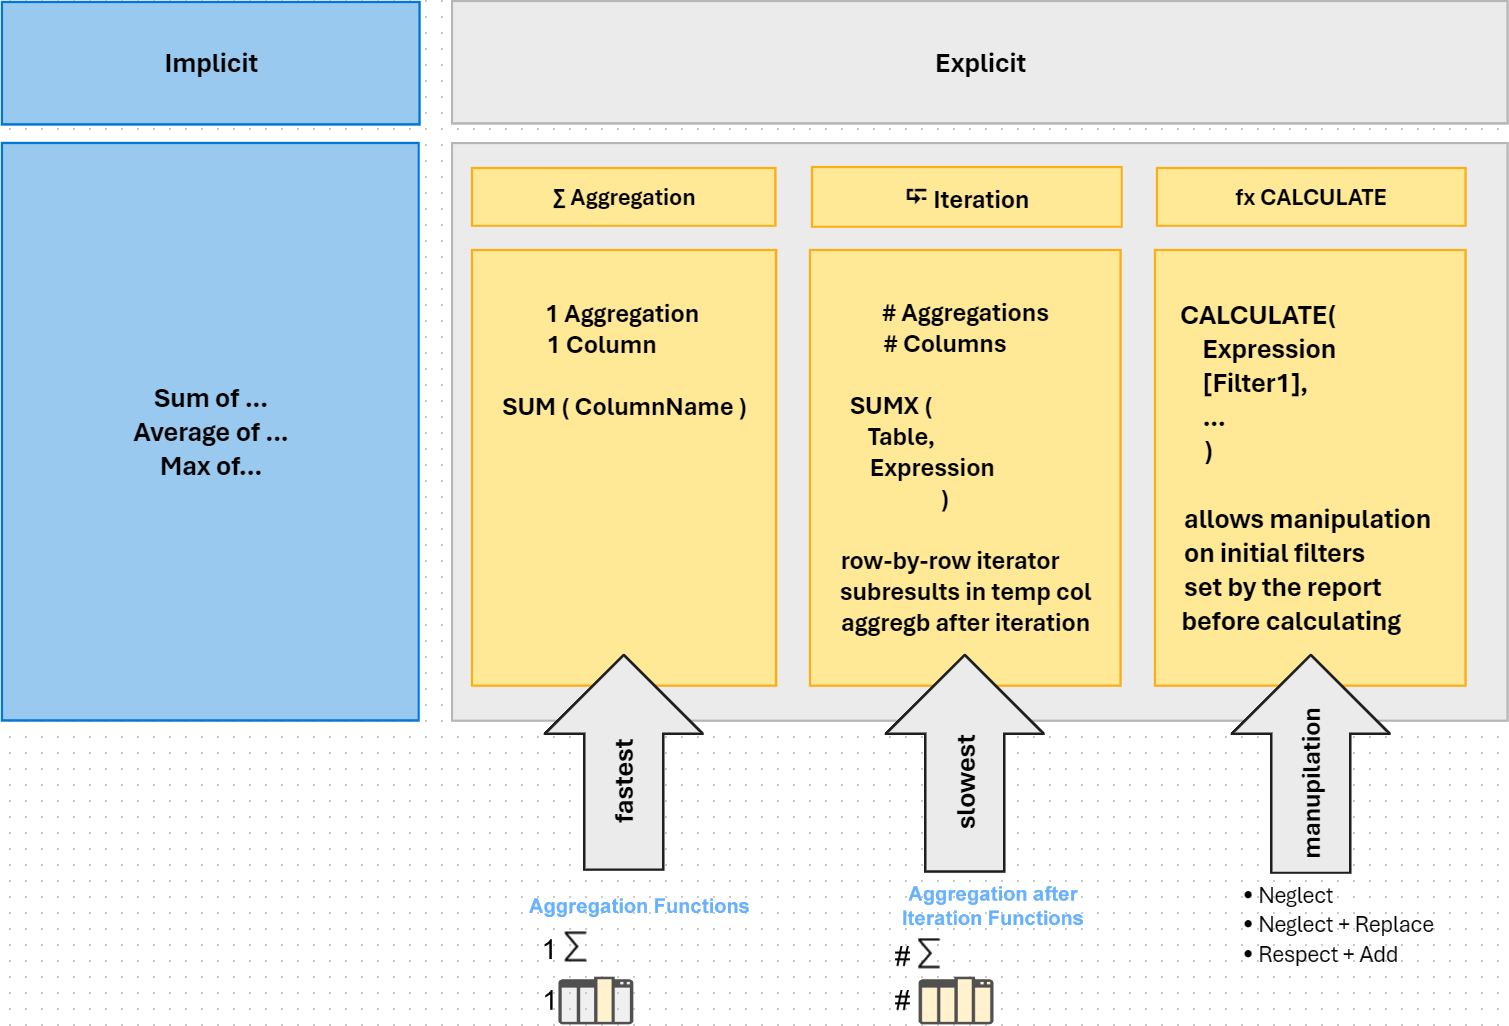 Implicit
Explicit
Sum of ...
Average of ...
Max of...
∑ Aggregation
1 Aggregation
1 Column
SUM ( ColumnName )
Iteration
# Aggregations
# Columns
SUMX (
Table,
Expression
)
row-by-row iterator
subresults in temp col
aggregb after iteration
fx CALCULATE
CALCULATE(
Expression
[Filter1],
...
)
allows manipulation
on initial filters
set by the report
before calculating
fastest
slowest
manupilation
Aggregation Functions
1 ∑
1
Aggregation after
Iteration Functions
# ∑
#
• Neglect
• Neglect + Replace
• Respect + Add